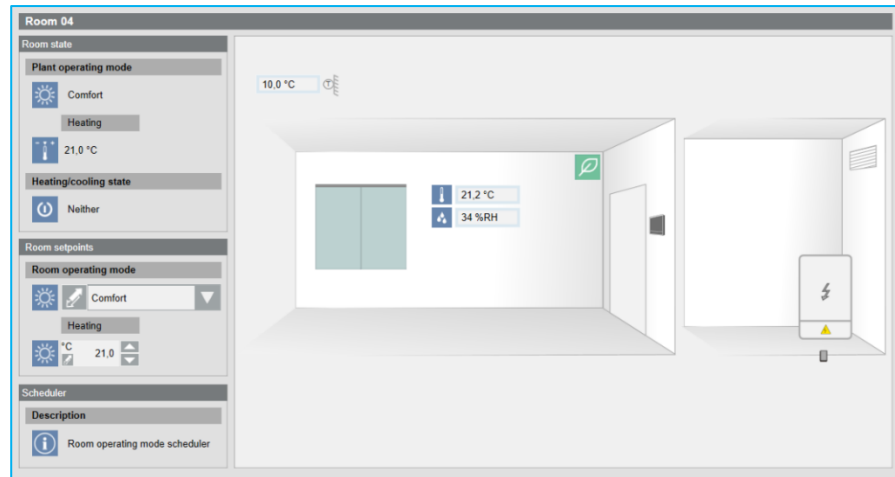 Room 04
Room state
Plant operating mode
Comfort
Heating
21,0 °C
Heating/cooling state
Neither
Room setpoints
Room operating mode
Comfort
Heating
°C
21,0
Scheduler
Description
Room operating mode scheduler
10,0 °C
T
21,2 °C
34 %RH